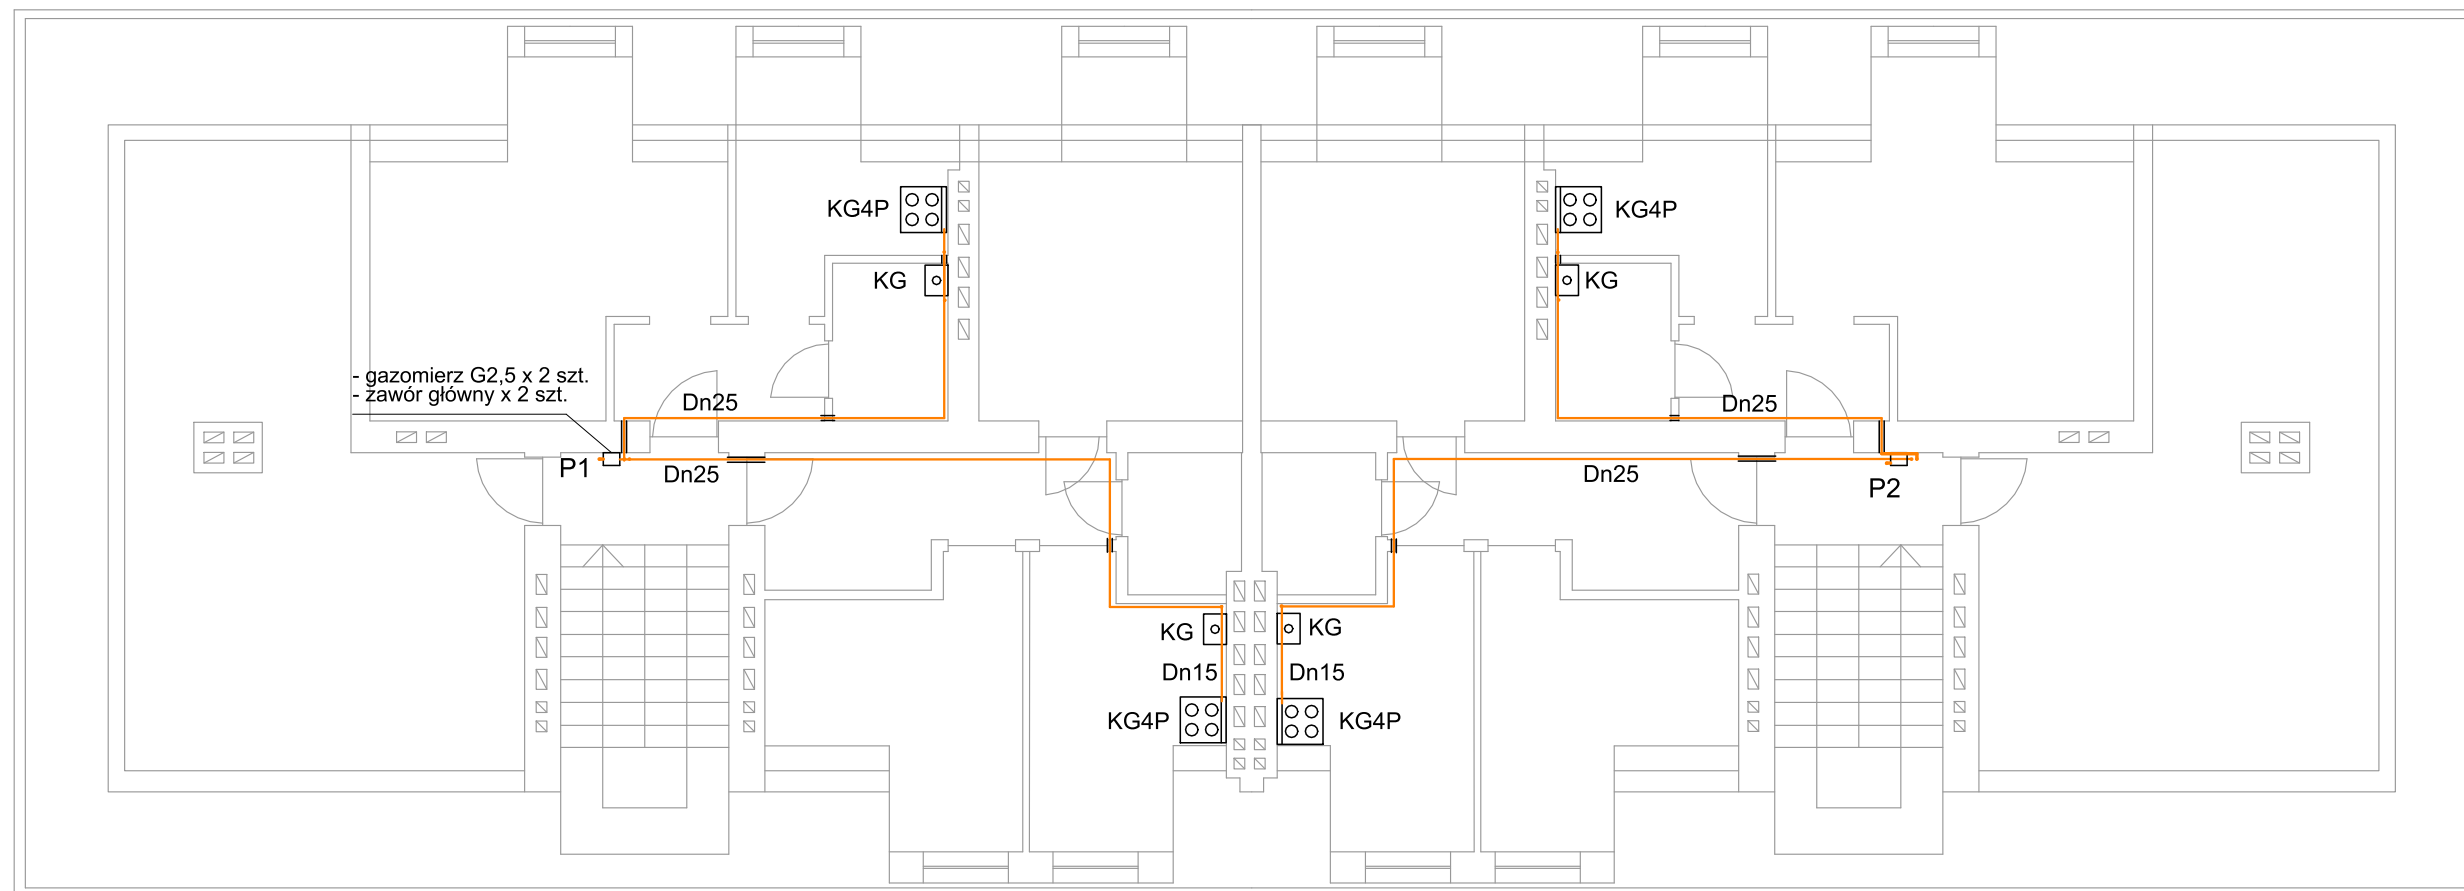 KG4P
KG4P
KG
KG
- gazomierz G2,5 x 2 szt.
- zawór główny x 2 szt.
Dn25
Dn25
P1
Dn25
Dn25
P2
KG
KG
Dn15
Dn15
KG4P
KG4P